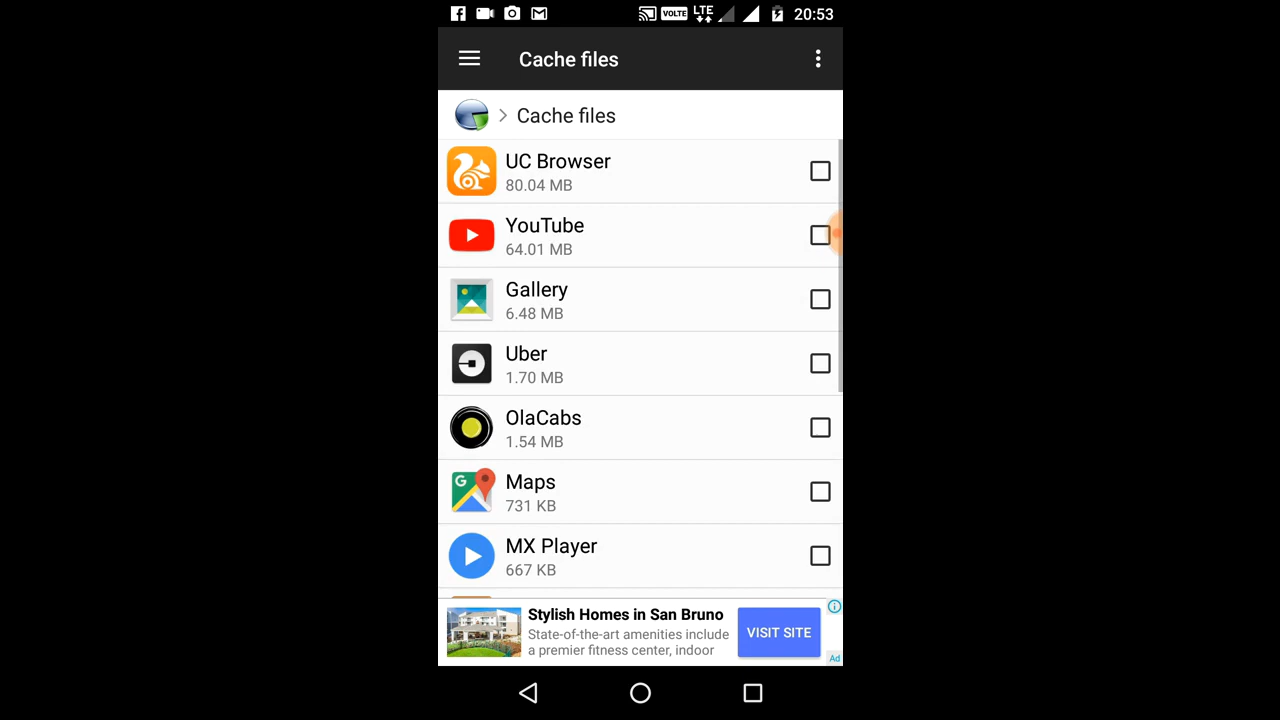 VOLTE LTE 20:53
Cache files
Cache files
UC Browser
80.04 MB
YouTube
64.01 MB
Gallery
6.48 MB
Uber
1.70 MB
OlaCabs
1.54 MB
G
Maps
731 KB
MX Player
667 KB
Stylish Homes in San Bruno
State-of-the-art amenities include
a premier fitness center, indoor
VISIT SITE
Ad